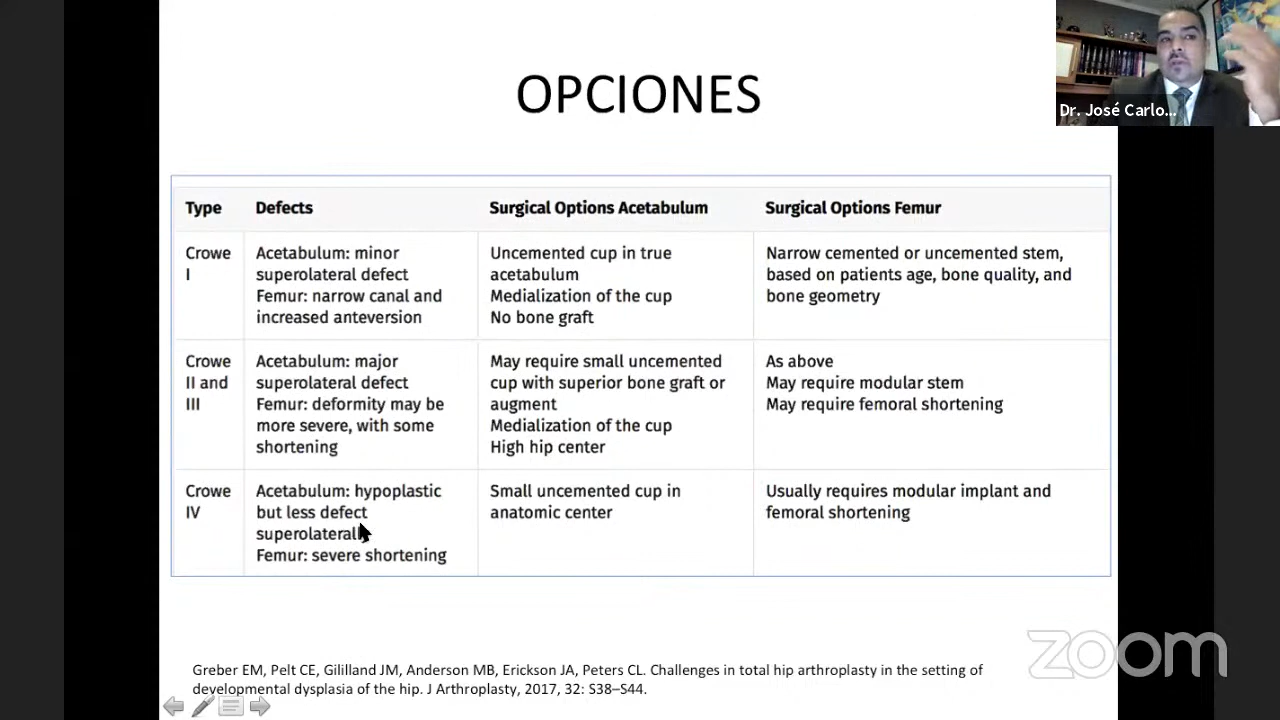 OPCIONES
Dr. José Carlo...
Type Defects Surgical Options Acetabulum Surgical Options Femur
Crowe
I
Acetabulum: minor
superolateral defect
Femur: narrow canal and
increased anteversion
Uncemented cup in true
acetabulum
Medialization of the cup
No bone graft
Narrow cemented or uncemented stem,
based on patients age, bone quality, and
bone geometry
Crowe
II and
III
Acetabulum: major
superolateral defect
Femur: deformity may be
more severe, with some
shortening
May require small uncemented
cup with superior bone graft or
augment
Medialization of the cup
High hip center
As above
May require modular stem
May require femoral shortening
Crowe
IV
Acetabulum: hypoplastic
but less defect
superolaterally
Femur: severe shortening
Small uncemented cup in
anatomic center
Usually requires modular implant and
femoral shortening
Greber EM, Pelt CE, Gililland JM, Anderson MB, Erickson JA, Peters CL. Challenges in total hip arthroplasty in the setting of
developmental dysplasia of the hip. J Arthroplasty, 2017, 32: S38–S44.
zoom